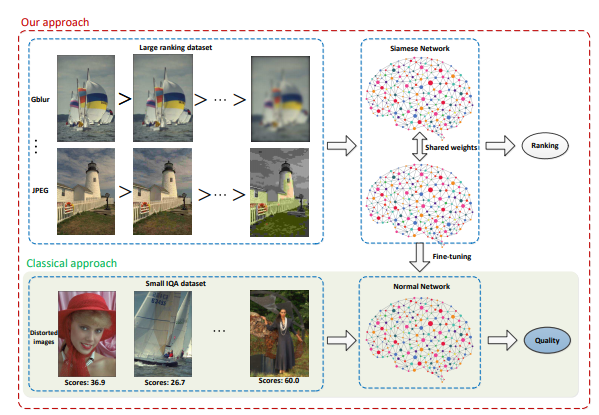 Our approach
Large ranking dataset
Siamese Network
Gblur
> > ··· >
Shared weights
Ranking
⋮
JPEG
> > ··· >
Fine-tuning
Classical approach
Small IQA dataset
Normal Network
Distorted
images
···
Quality
Scores: 36.9
Scores: 26.7
Scores: 60.0